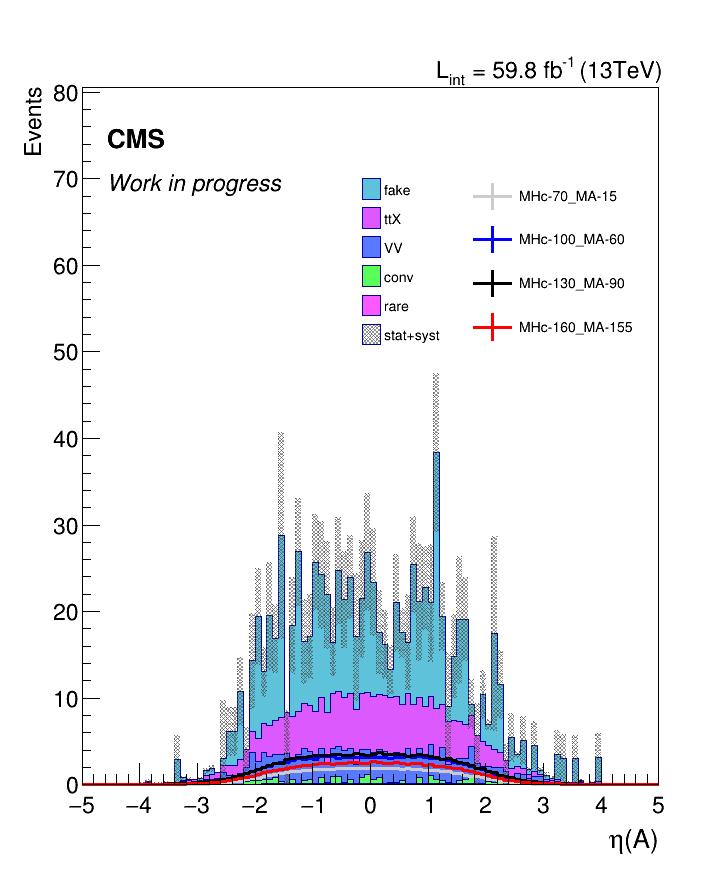 L_int = 59.8 fb^-1 (13TeV)
Events
80
CMS
Work in progress
70
60
50
40
30
20
10
0
fake
ttX
VV
conv
rare
stat+syst
MHc-70_MA-15
MHc-100_MA-60
MHc-130_MA-90
MHc-160_MA-155
−5 −4 −3 −2 −1 0 1 2 3 4 5
η(A)